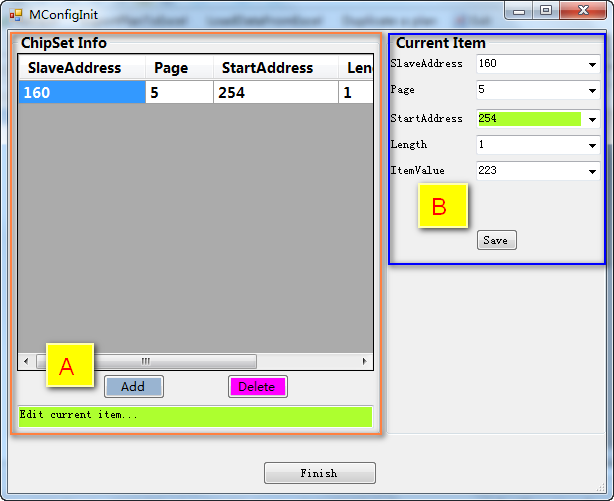 MConfigInit
ChipSet Info
SlaveAddress Page StartAddress Leng
160 5 254 1
A
Add Delete
Edit current item...
Current Item
SlaveAddress 160
Page 5
StartAddress 254
Length 1
ItemValue 223
B
Save
Finish